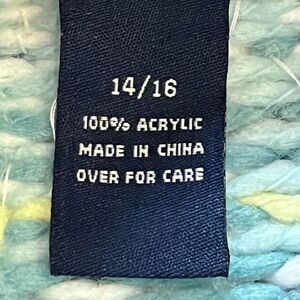 14/16
100% ACRYLIC
MADE IN CHINA
OVER FOR CARE